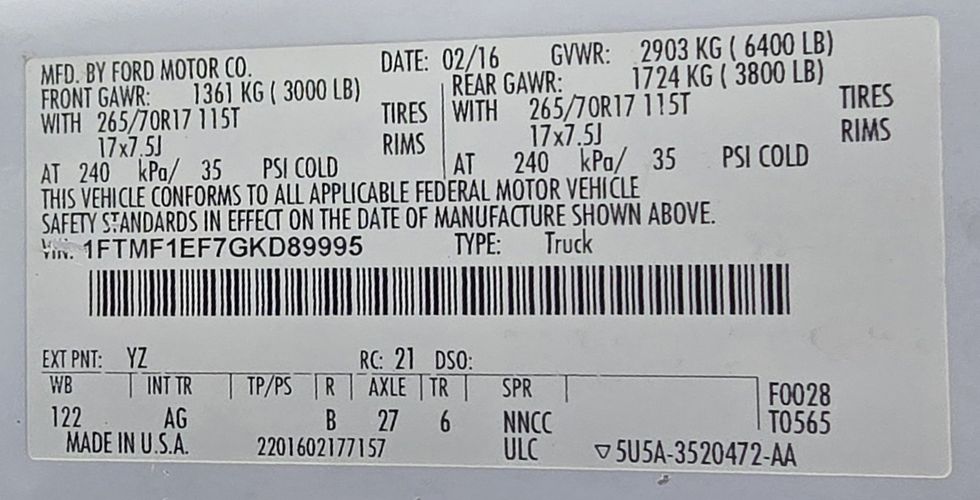 MFD. BY FORD MOTOR CO. DATE: 02/16 GVWR: 2903 KG ( 6400 LB)
FRONT GAWR: 1361 KG ( 3000 LB) REAR GAWR: 1724 KG ( 3800 LB)
WITH 265/70R17 115T TIRES WITH 265/70R17 115T TIRES
17x7.5J RIMS 17x7.5J RIMS
AT 240 kPa/ 35 PSI COLD AT 240 kPa/ 35 PSI COLD
THIS VEHICLE CONFORMS TO ALL APPLICABLE FEDERAL MOTOR VEHICLE
SAFETY STANDARDS IN EFFECT ON THE DATE OF MANUFACTURE SHOWN ABOVE.
VIN: 1FTMF1EF7GKD89995 TYPE: Truck
EXT PNT: YZ RC: 21 DSO:
WB INT TR TP/PS R AXLE TR SPR F0028
122 AG B 27 6 NNCC T0565
MADE IN U.S.A. 2201602177157 ULC ▽5U5A-3520472-AA